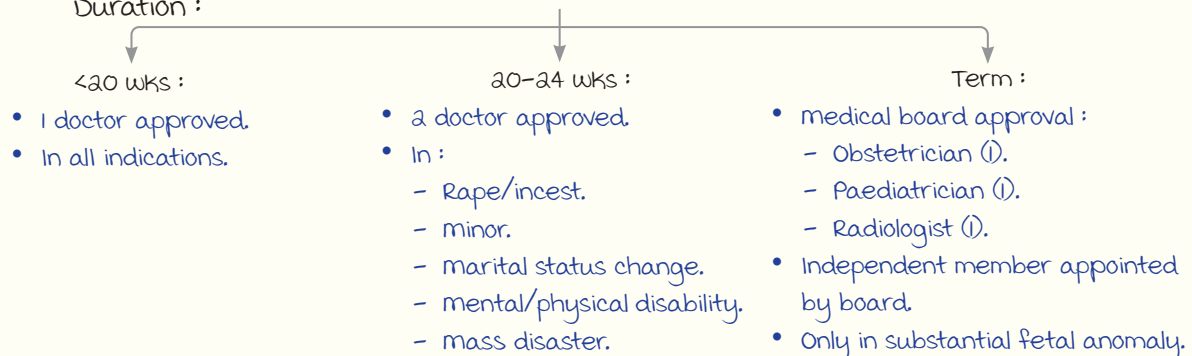 Duration :
<20 wks :
• 1 doctor approved.
• In all indications.
20-24 wks :
• 2 doctor approved.
• In :
- Rape/incest.
- minor.
- marital status change.
- mental/physical disability.
- mass disaster.
Term :
• medical board approval :
- Obstetrician (1).
- Paediatrician (1).
- Radiologist (1).
• Independent member appointed
by board.
• Only in substantial fetal anomaly.